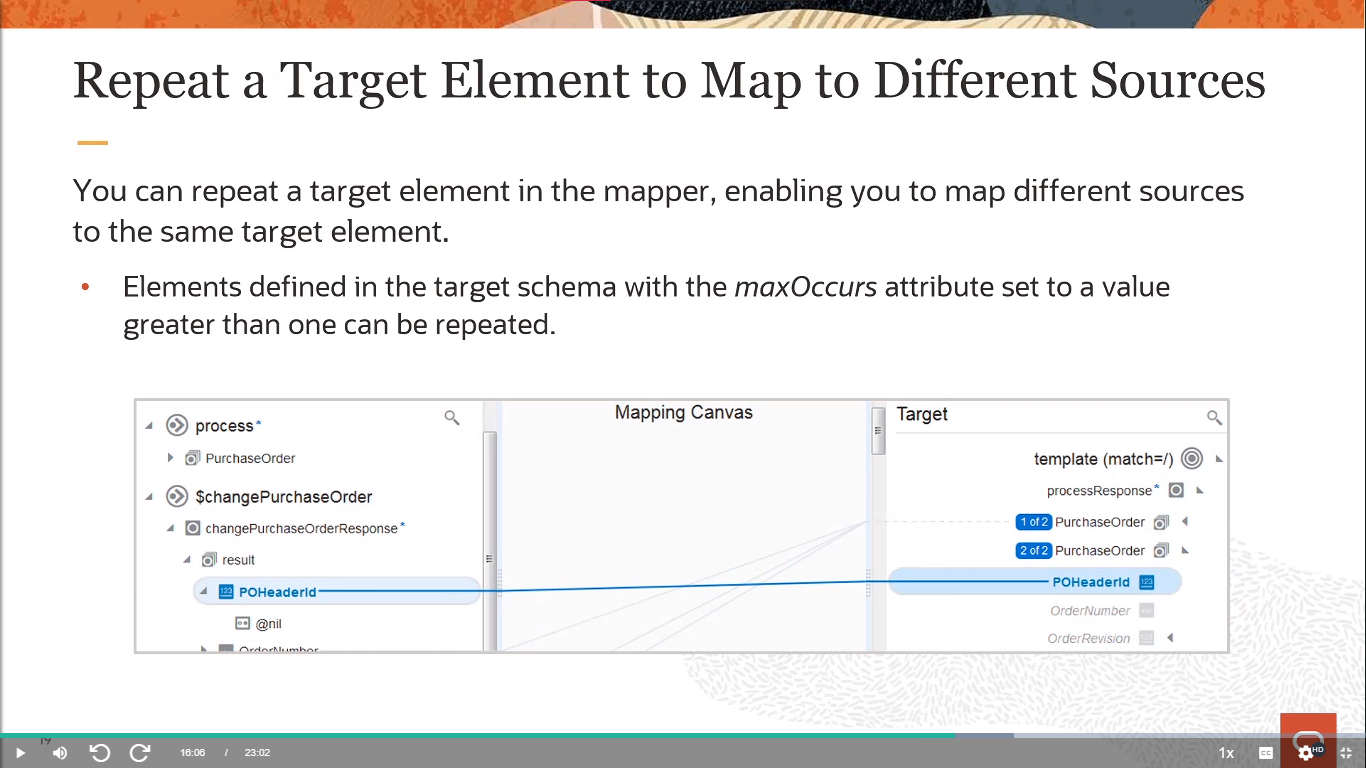 Repeat a Target Element to Map to Different Sources
You can repeat a target element in the mapper, enabling you to map different sources
to the same target element.
• Elements defined in the target schema with the maxOccurs attribute set to a value
greater than one can be repeated.
process*
PurchaseOrder
$changePurchaseOrder
changePurchaseOrderResponse*
result
POHeaderId
@nil
OrderNumber
Mapping Canvas
Target
template (match=/)
processResponse*
1 of 2 PurchaseOrder
2 of 2 PurchaseOrder
POHeaderId
OrderNumber
OrderRevision
19
16:06 / 23:02
1x
CC
HD